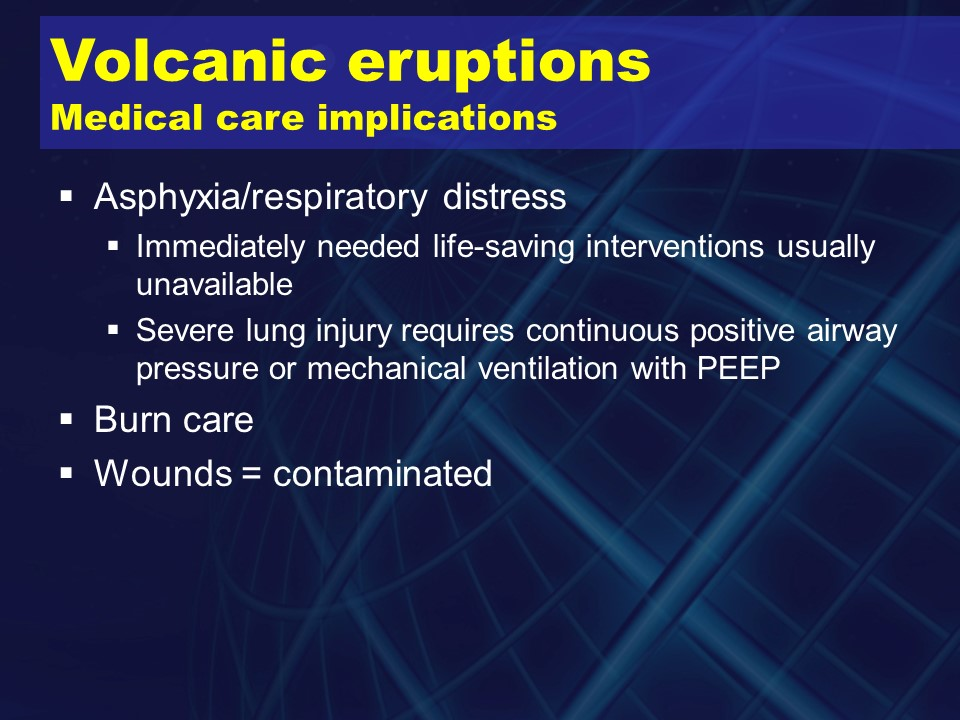 Volcanic eruptions
Medical care implications
▪ Asphyxia/respiratory distress
▪ Immediately needed life-saving interventions usually
unavailable
▪ Severe lung injury requires continuous positive airway
pressure or mechanical ventilation with PEEP
▪ Burn care
▪ Wounds = contaminated